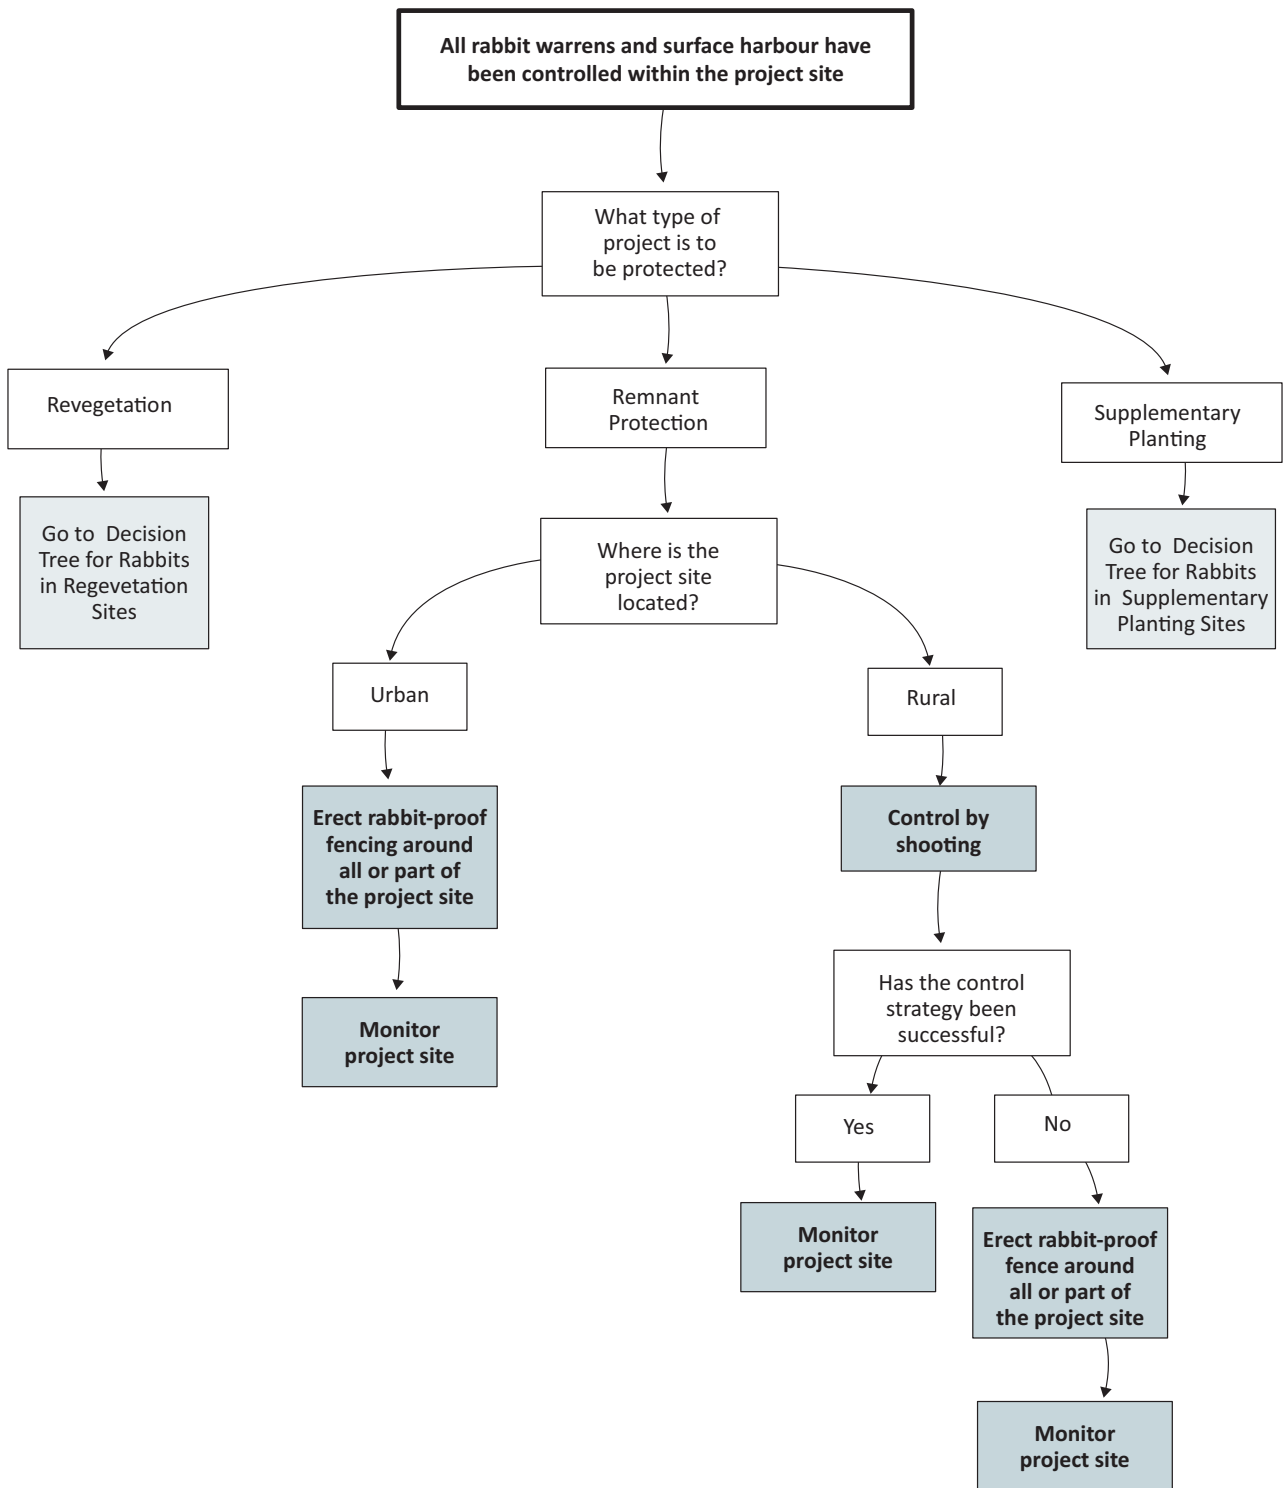 All rabbit warrens and surface harbour have
been controlled within the project site
What type of
project is to
be protected?
Revegetation
Remnant
Protection
Supplementary
Planting
Go to Decision
Tree for Rabbits
in Regevetation
Sites
Where is the
project site
located?
Go to Decision
Tree for Rabbits
in Supplementary
Planting Sites
Urban
Rural
Erect rabbit-proof
fencing around
all or part of
the project site
Control by
shooting
Monitor
project site
Has the control
strategy been
successful?
Yes
No
Monitor
project site
Erect rabbit-proof
fence around
all or part of
the project site
Monitor
project site